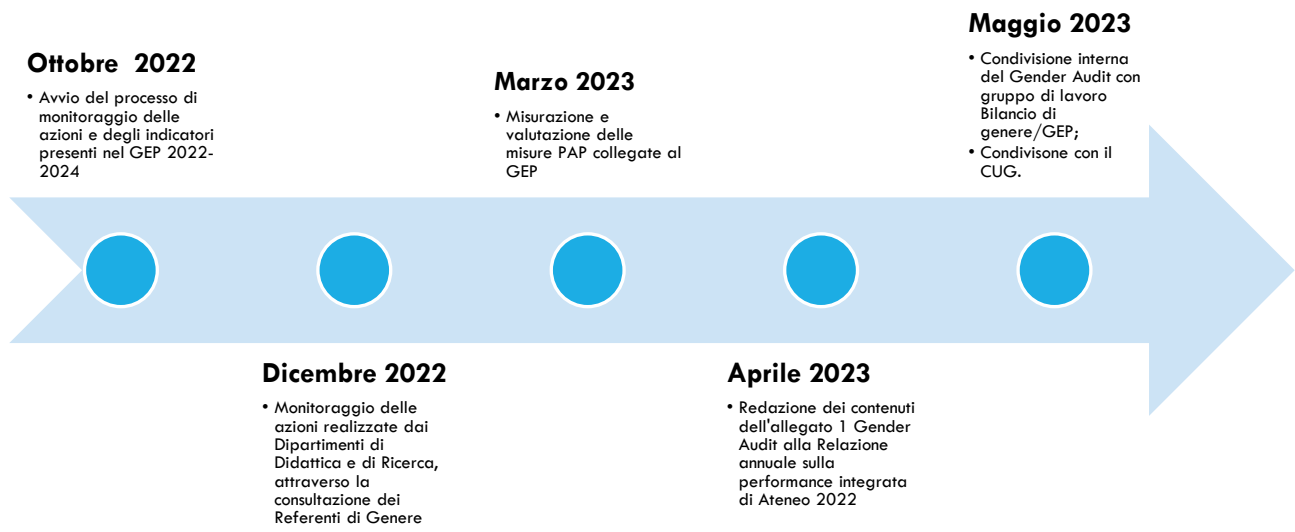 Ottobre 2022
• Avvio del processo di
monitoraggio delle
azioni e degli indicatori
presenti nel GEP 2022-
2024
Dicembre 2022
• Monitoraggio delle
azioni realizzate dai
Dipartimenti di
Didattica e di Ricerca,
attraverso la
consultazione dei
Referenti di Genere
Marzo 2023
• Misurazione e
valutazione delle
misure PAP collegate al
GEP
Aprile 2023
• Redazione dei contenuti
dell'allegato 1 Gender
Audit alla Relazione
annuale sulla
performance integrata
di Ateneo 2022
Maggio 2023
• Condivisione interna
del Gender Audit con
gruppo di lavoro
Bilancio di
genere/GEP;
• Condivisone con il
CUG.